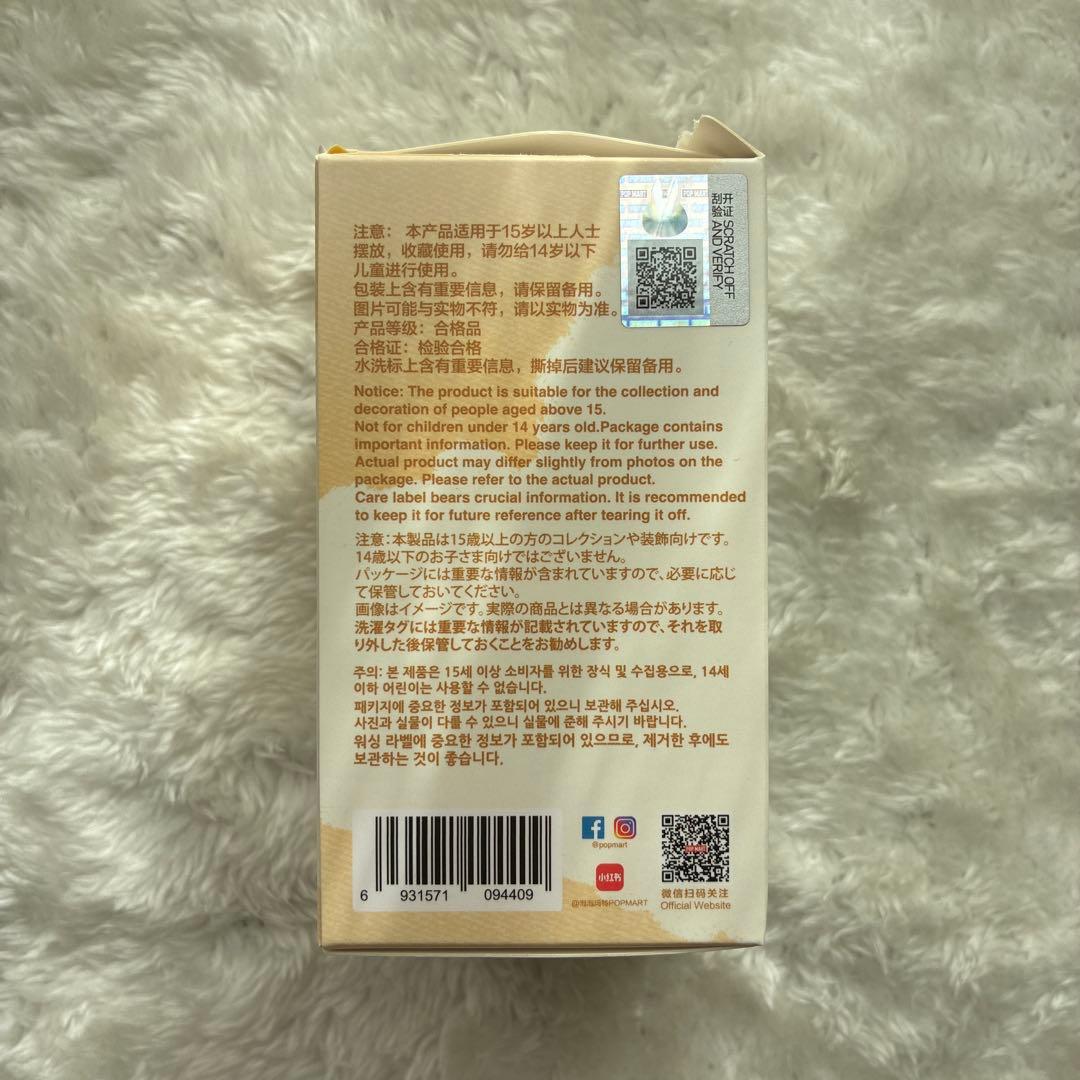 POP MART
开证 SCRATCH OFF
刮验 AND VERIFY
注意： 本产品适用于15岁以上人士
摆放，收藏使用，请勿给14岁以下
儿童进行使用。
包装上含有重要信息，请保留备用。
图片可能与实物不符，请以实物为准。
产品等级：合格品
合格证：检验合格
水洗标上含有重要信息，撕掉后建议保留备用。
Notice: The product is suitable for the collection and
decoration of people aged above 15.
Not for children under 14 years old.Package contains
important information. Please keep it for further use.
Actual product may differ slightly from photos on the
package. Please refer to the actual product.
Care label bears crucial information. It is recommended
to keep it for future reference after tearing it off.
注意:本製品は15歳以上の方のコレクションや装飾向けです。
14歳以下のお子さま向けではございません。
パッケージには重要な情報が含まれていますので、必要に応じ
て保管しておいてください。
画像はイメージです。実際の商品とは異なる場合があります。
洗濯タグには重要な情報が記載されていますので、それを取
り外した後保管しておくことをお勧めします。
주의: 본 제품은 15세 이상 소비자를 위한 장식 및 수집용으로, 14세
이하 어린이는 사용할 수 없습니다.
패키지에 중요한 정보가 포함되어 있으니 보관해 주십시오.
사진과 실물이 다를 수 있으니 실물에 준해 주시기 바랍니다.
워싱 라벨에 중요한 정보가 포함되어 있으므로, 제거한 후에도
보관하는 것이 좋습니다.
6 931571 094409
@popmart
小红书
@泡泡玛特POPMART
POP MART
微信扫码关注
Official Website